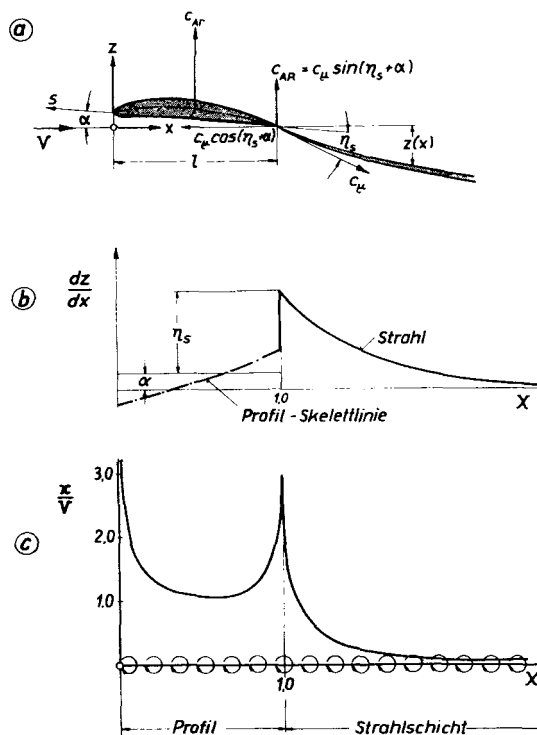 a
z
c_AΓ
c_AR = c_μ sin(η_s+α)
s
α
V
x
c_μ cos(η_s+α)
l
η_s
z(x)
c_μ
b
dz
dx
η_s
Strahl
α
1,0
X
Profil-Skelettlinie
c
3,0
κ
V
2,0
1,0
1,0
X
Profil
Strahlschicht